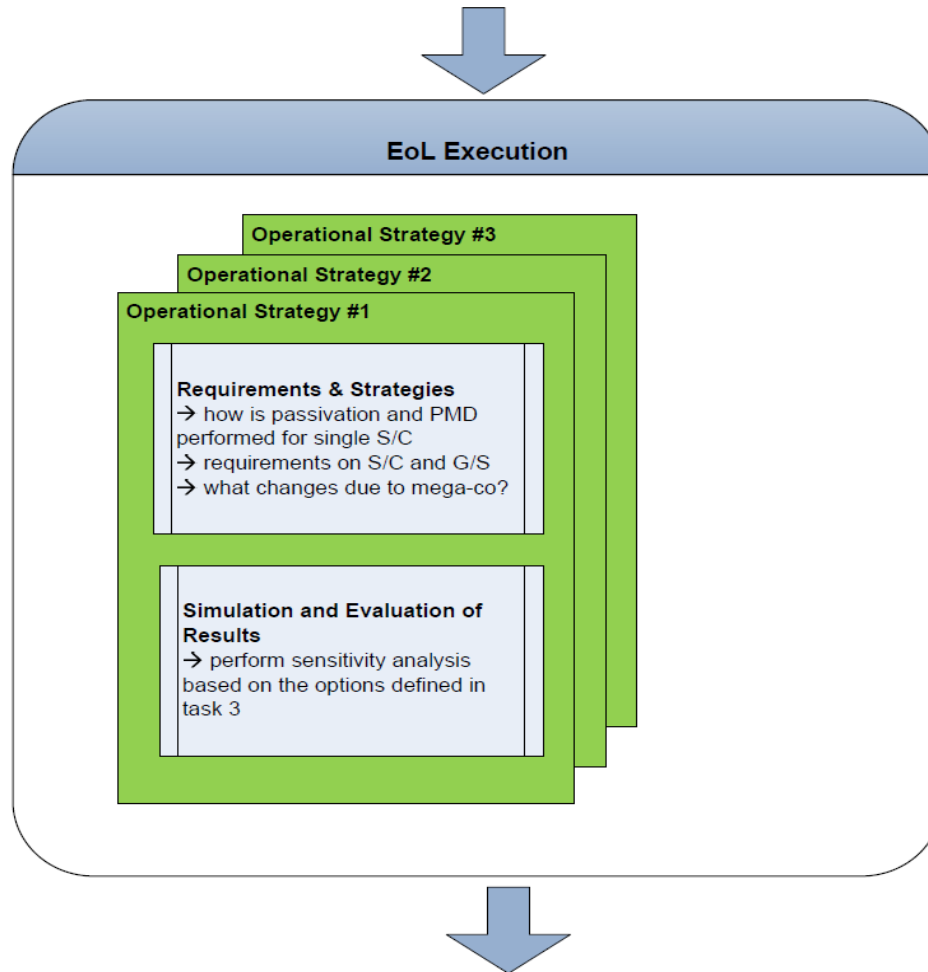 EoL Execution
Operational Strategy #3
Operational Strategy #2
Operational Strategy #1
Requirements & Strategies
→ how is passivation and PMD
performed for single S/C
→ requirements on S/C and G/S
→ what changes due to mega-co?
Simulation and Evaluation of
Results
→ perform sensitivity analysis
based on the options defined in
task 3